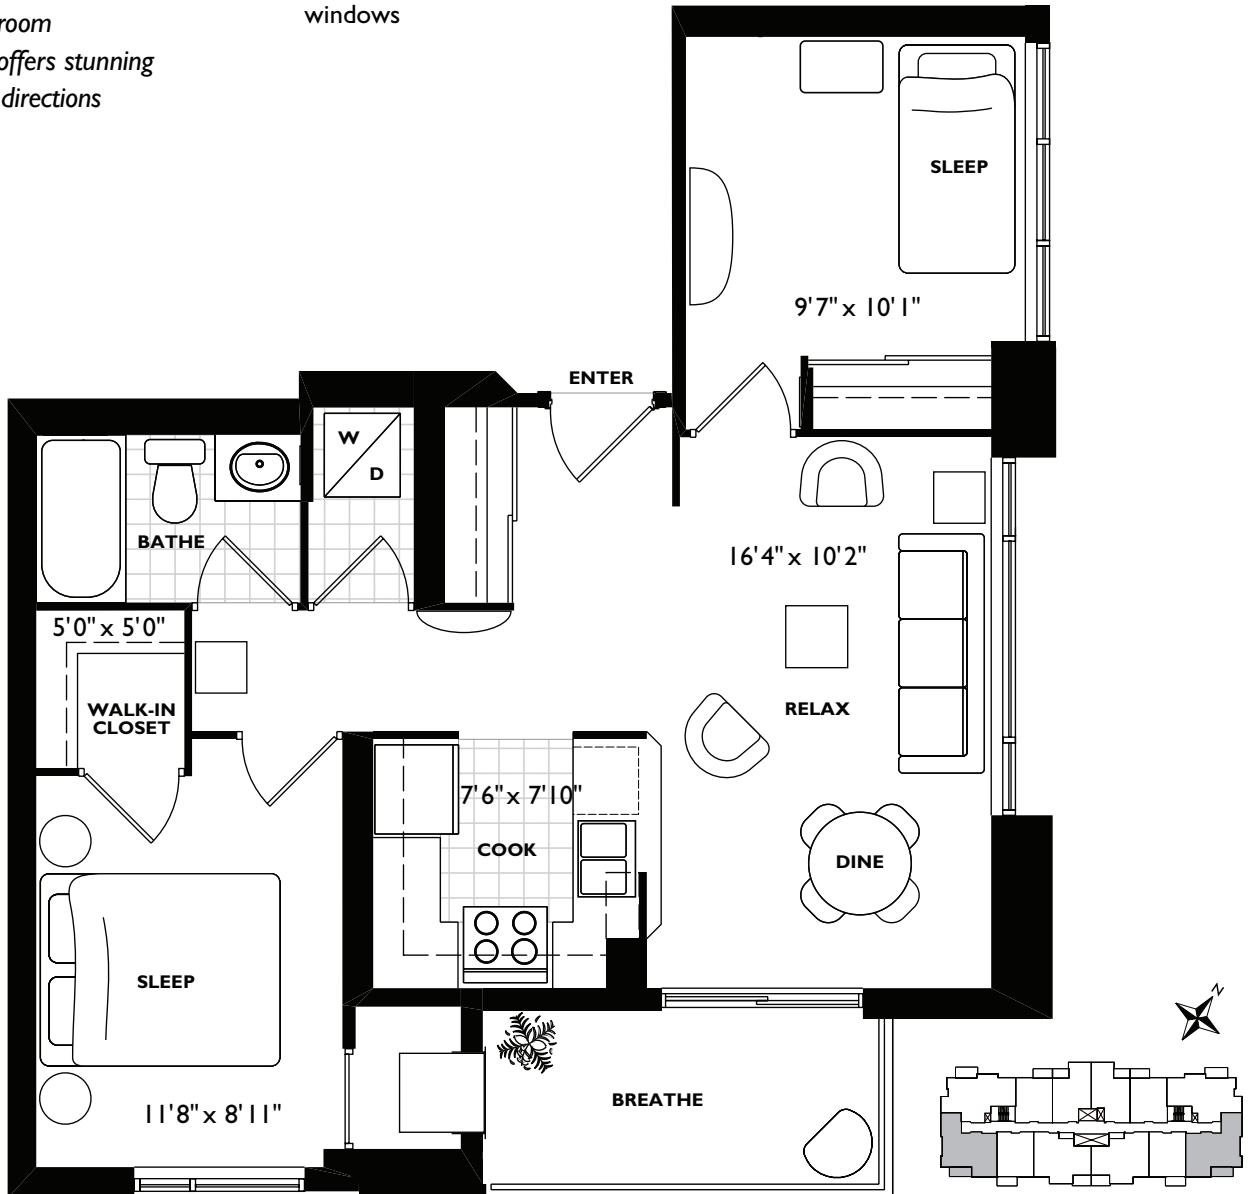 room
offers stunning
directions
windows
SLEEP
9'7" x 10'1"
ENTER
W
D
BATHE
16'4" x 10'2"
5'0" x 5'0"
WALK-IN
CLOSET
RELAX
7'6" x 7'10"
COOK
DINE
SLEEP
11'8" x 8'11"
BREATHE
N